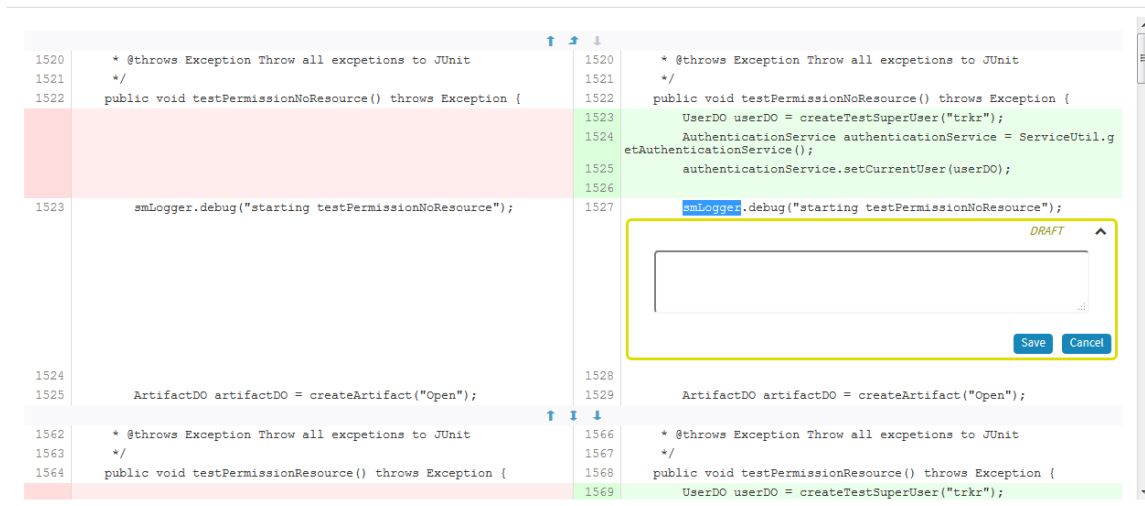 1520 * @throws Exception Throw all excpetions to JUnit 1520 * @throws Exception Throw all excpetions to JUnit
1521 */ 1521 */
1522 public void testPermissionNoResource() throws Exception { 1522 public void testPermissionNoResource() throws Exception {
1523 UserDO userDO = createTestSuperUser("trkr");
1524 AuthenticationService authenticationService = ServiceUtil.g
etAuthenticationService();
1525 authenticationService.setCurrentUser(userDO);
1526
1523 smLogger.debug("starting testPermissionNoResource"); 1527 smLogger.debug("starting testPermissionNoResource");
DRAFT
Save Cancel
1524 1528
1525 ArtifactDO artifactDO = createArtifact("Open"); 1529 ArtifactDO artifactDO = createArtifact("Open");
1562 * @throws Exception Throw all excpetions to JUnit 1566 * @throws Exception Throw all excpetions to JUnit
1563 */ 1567 */
1564 public void testPermissionResource() throws Exception { 1568 public void testPermissionResource() throws Exception {
1569 UserDO userDO = createTestSuperUser("trkr");